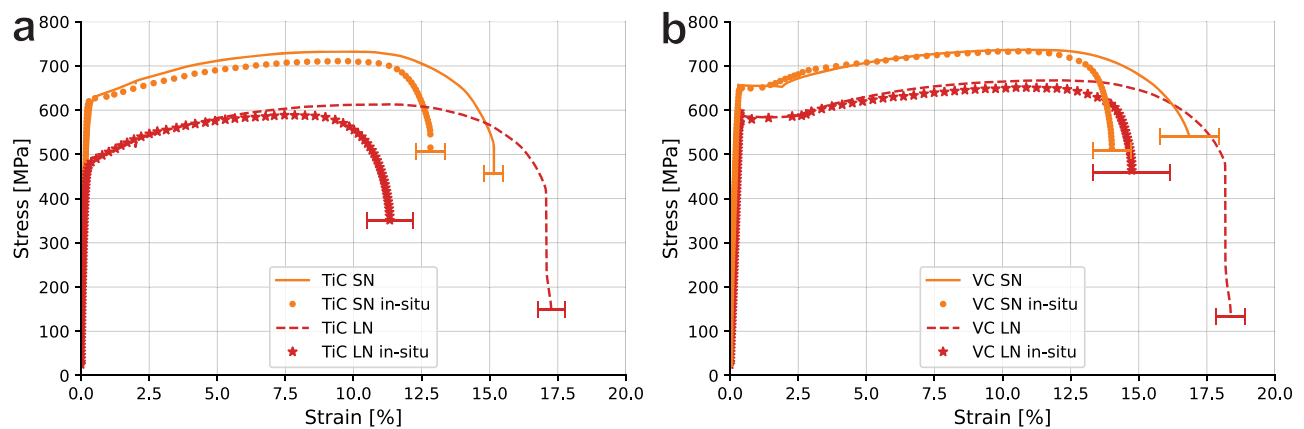 a
800
700
600
500
400
300
200
100
0
Stress [MPa]
0.0 2.5 5.0 7.5 10.0 12.5 15.0 17.5 20.0
Strain [%]
TiC SN
TiC SN in-situ
TiC LN
TiC LN in-situ
b
800
700
600
500
400
300
200
100
0
Stress [MPa]
0.0 2.5 5.0 7.5 10.0 12.5 15.0 17.5 20.0
Strain [%]
VC SN
VC SN in-situ
VC LN
VC LN in-situ